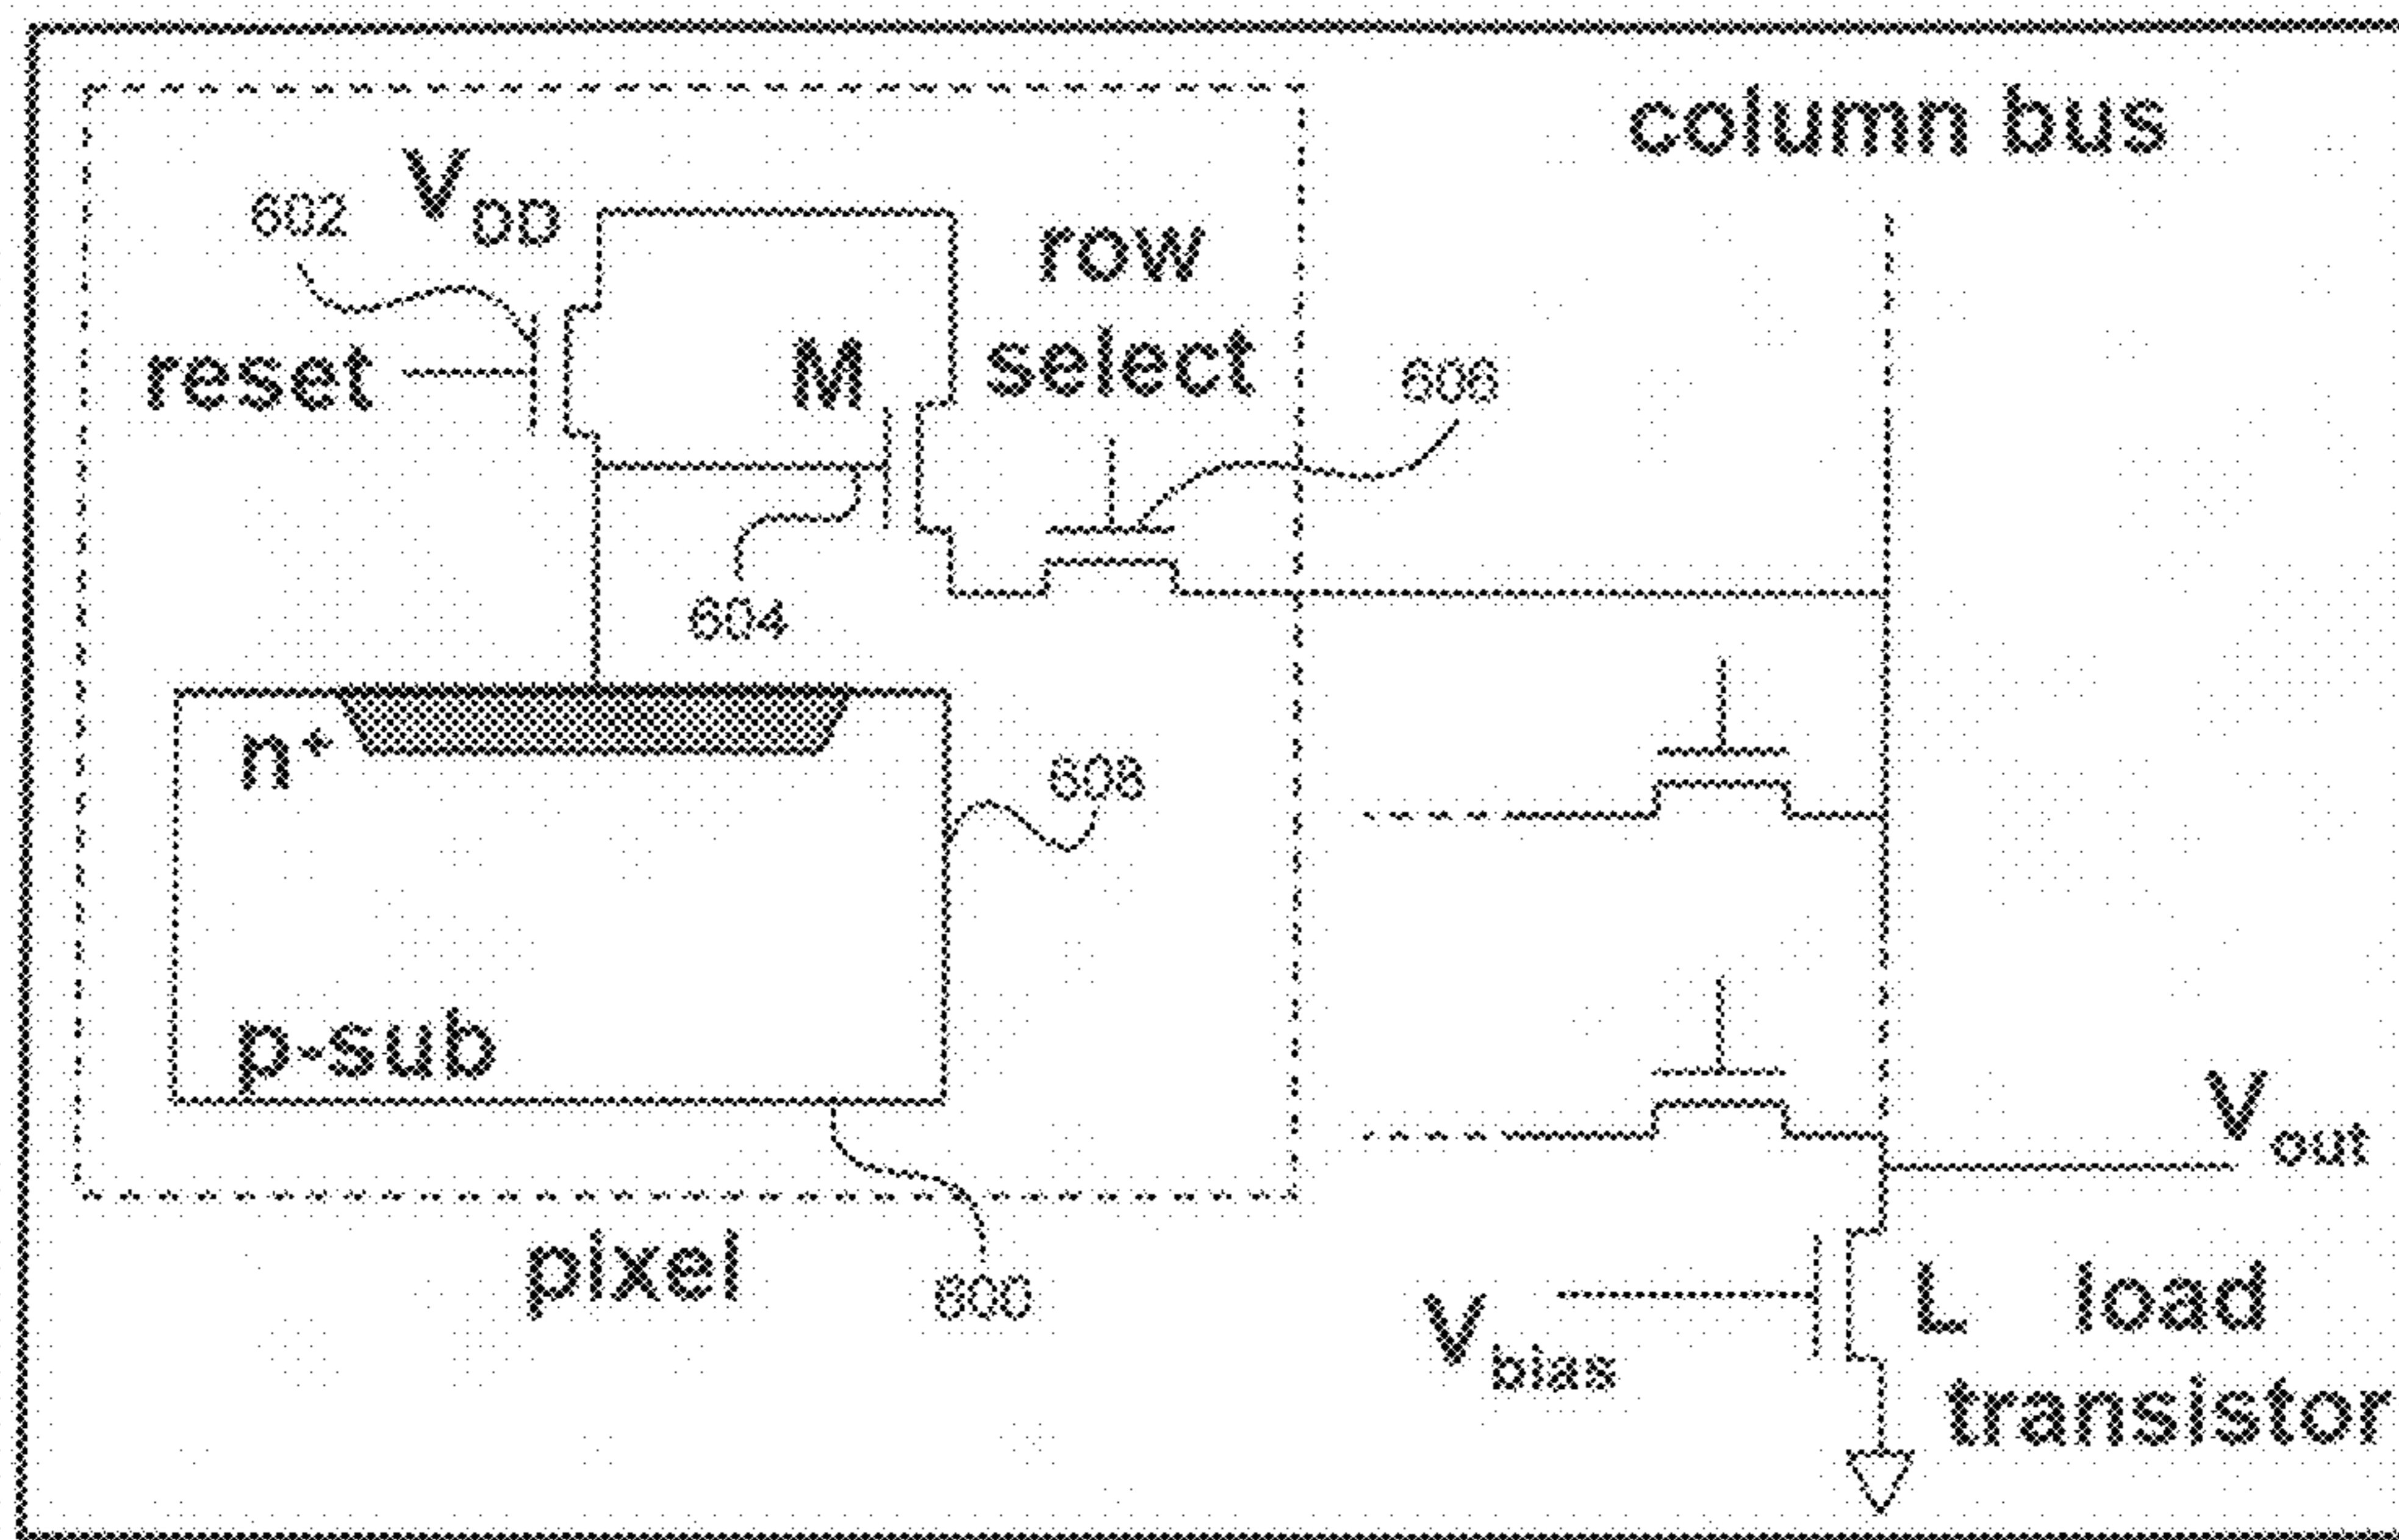 column bus
602 VDD
row
select
M
reset
606
604
n+
608
p-sub
Vout
pixel
600
Vbias
L load
transistor